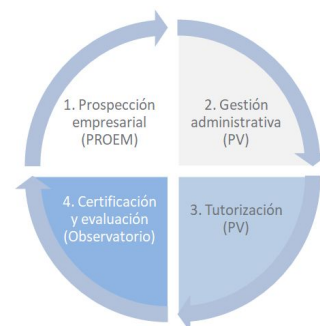 1. Prospección
empresarial
(PROEM)
2. Gestión
administrativa
(PV)
3. Tutorización
(PV)
4. Certificación
y evaluación
(Observatorio)